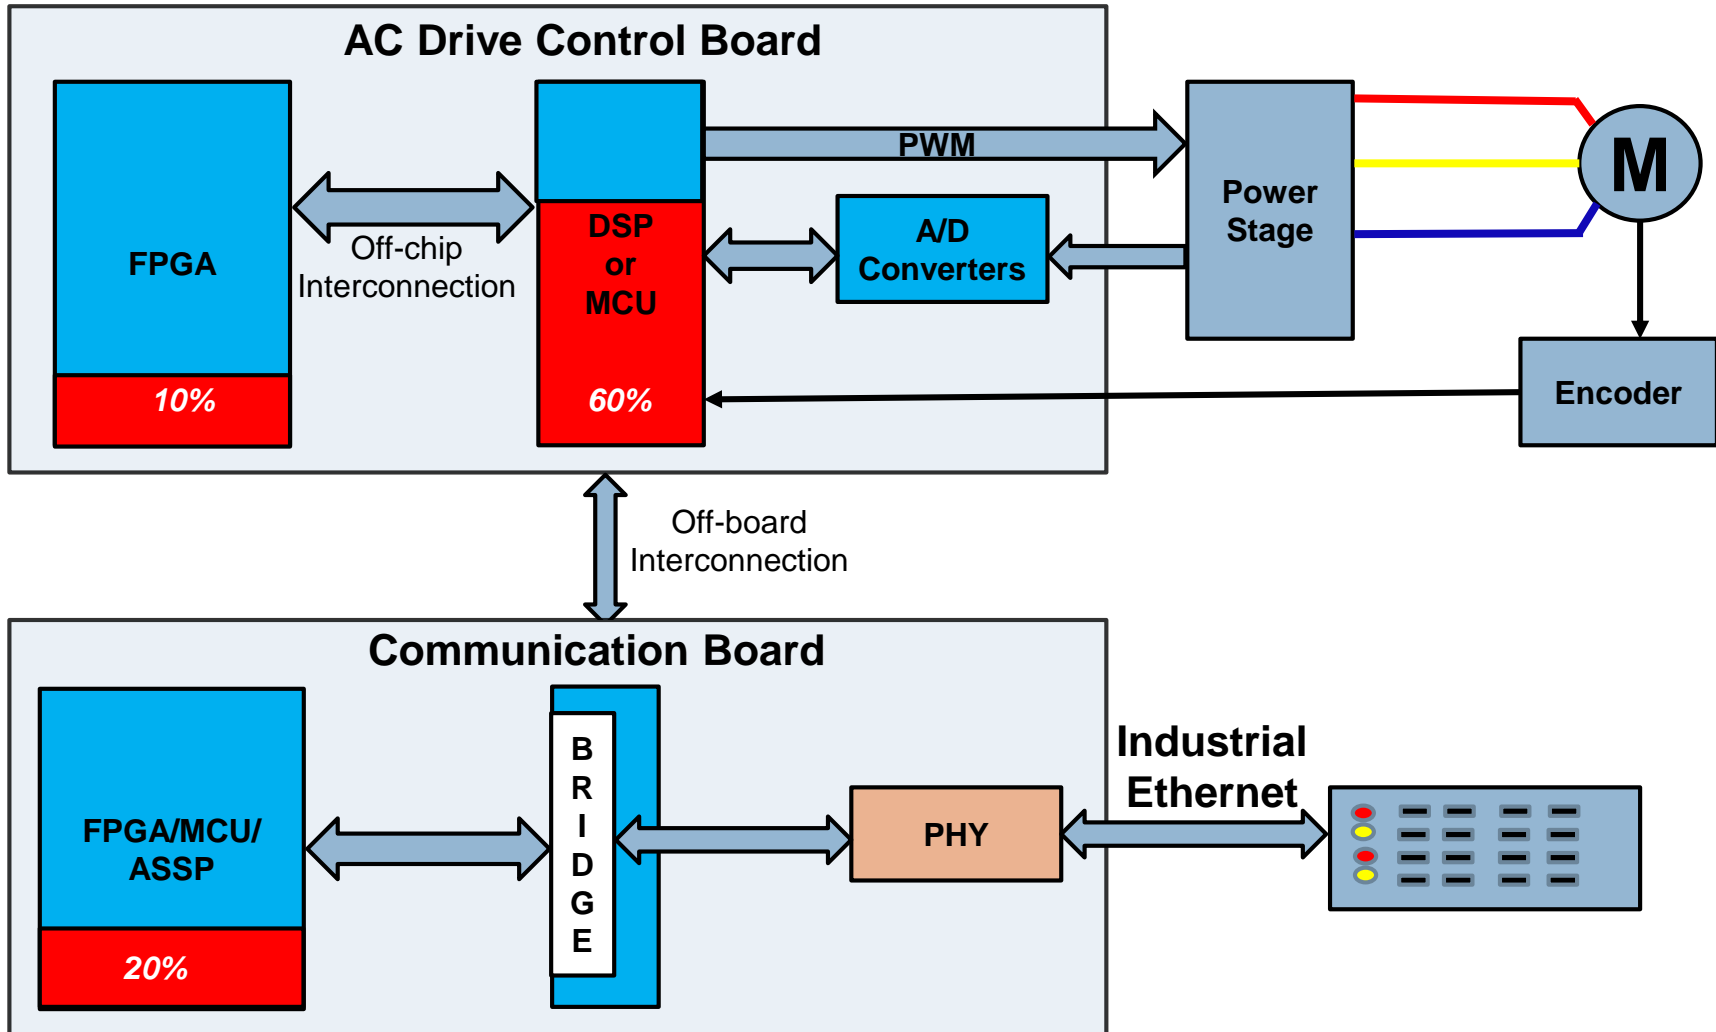 AC Drive Control Board
FPGA
10%
Off-chip
Interconnection
DSP
or
MCU
60%
PWM
A/D
Converters
Power
Stage
M
Encoder
Off-board
Interconnection
Communication Board
FPGA/MCU/
ASSP
20%
B
R
I
D
G
E
PHY
Industrial
Ethernet